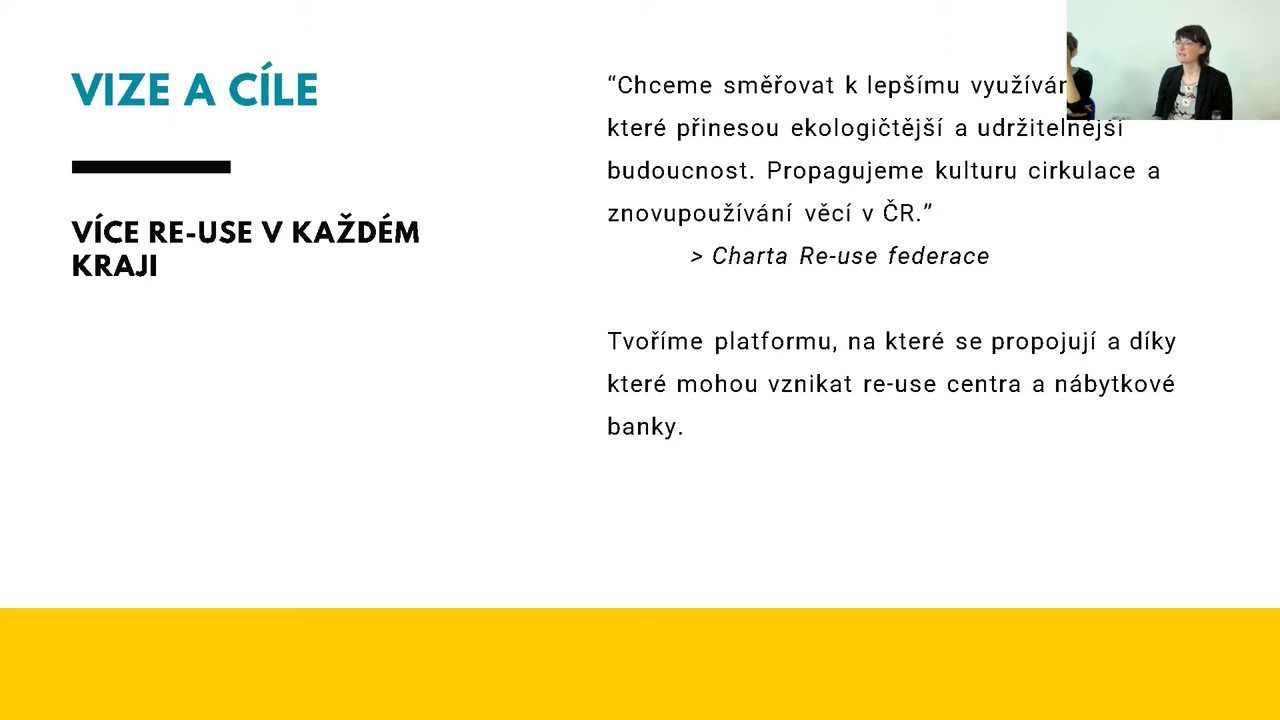 VIZE A CÍLE
VÍCE RE-USE V KAŽDÉM
KRAJI
“Chceme směřovat k lepšímu
které přinesou ekologičtější a udržitelnější
budoucnost. Propagujeme kulturu cirkulace a
znovupoužívání věcí v ČR.”
> Charta Re-use federace
Tvoříme platformu, na které se propojují a díky
které mohou vznikat re-use centra a nábytkové
banky.